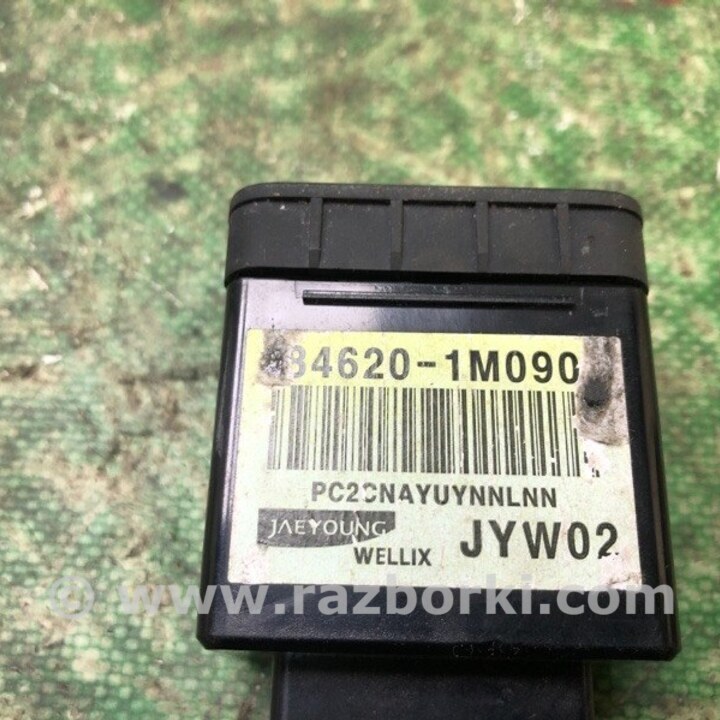 84620-1M090
PC2CNAYUYNNLNN
JAEYOUNG
WELLIX
JYW02
© www.razborki.com